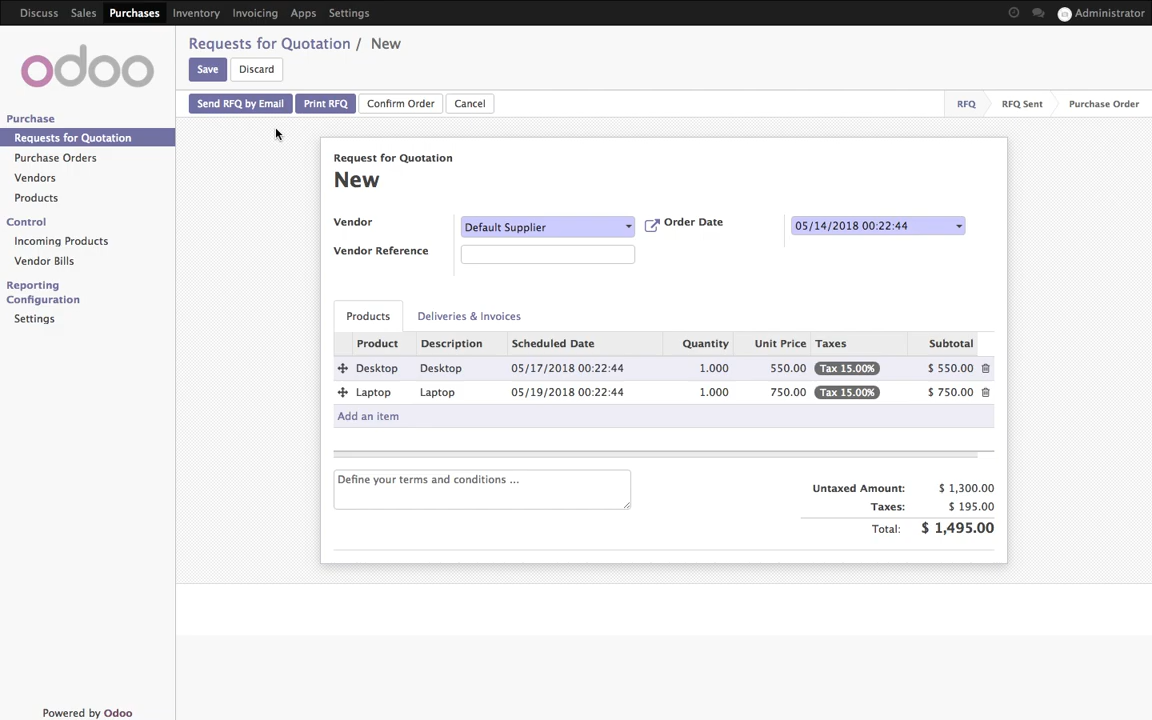 Discuss Sales Purchases Inventory Invoicing Apps Settings Administrator
odoo
Requests for Quotation / New
Save Discard
Send RFQ by Email Print RFQ Confirm Order Cancel RFQ RFQ Sent Purchase Order
Purchase
Requests for Quotation
Purchase Orders
Vendors
Products
Control
Incoming Products
Vendor Bills
Reporting
Configuration
Settings
Request for Quotation
New
Vendor Default Supplier Order Date 05/14/2018 00:22:44
Vendor Reference
Products Deliveries & Invoices
Product Description Scheduled Date Quantity Unit Price Taxes Subtotal
Desktop Desktop 05/17/2018 00:22:44 1.000 550.00 Tax 15.00% $ 550.00
Laptop Laptop 05/19/2018 00:22:44 1.000 750.00 Tax 15.00% $ 750.00
Add an item
Define your terms and conditions ...
Untaxed Amount: $ 1,300.00
Taxes: $ 195.00
Total: $ 1,495.00
Powered by Odoo